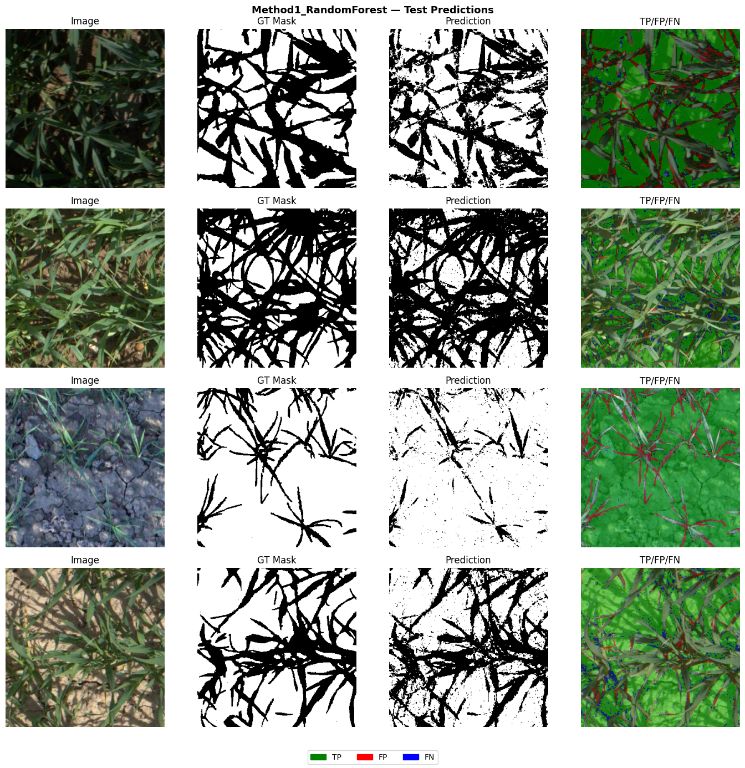 Method1_RandomForest — Test Predictions
Image GT Mask Prediction TP/FP/FN
Image GT Mask Prediction TP/FP/FN
Image GT Mask Prediction TP/FP/FN
Image GT Mask Prediction TP/FP/FN
TP FP FN